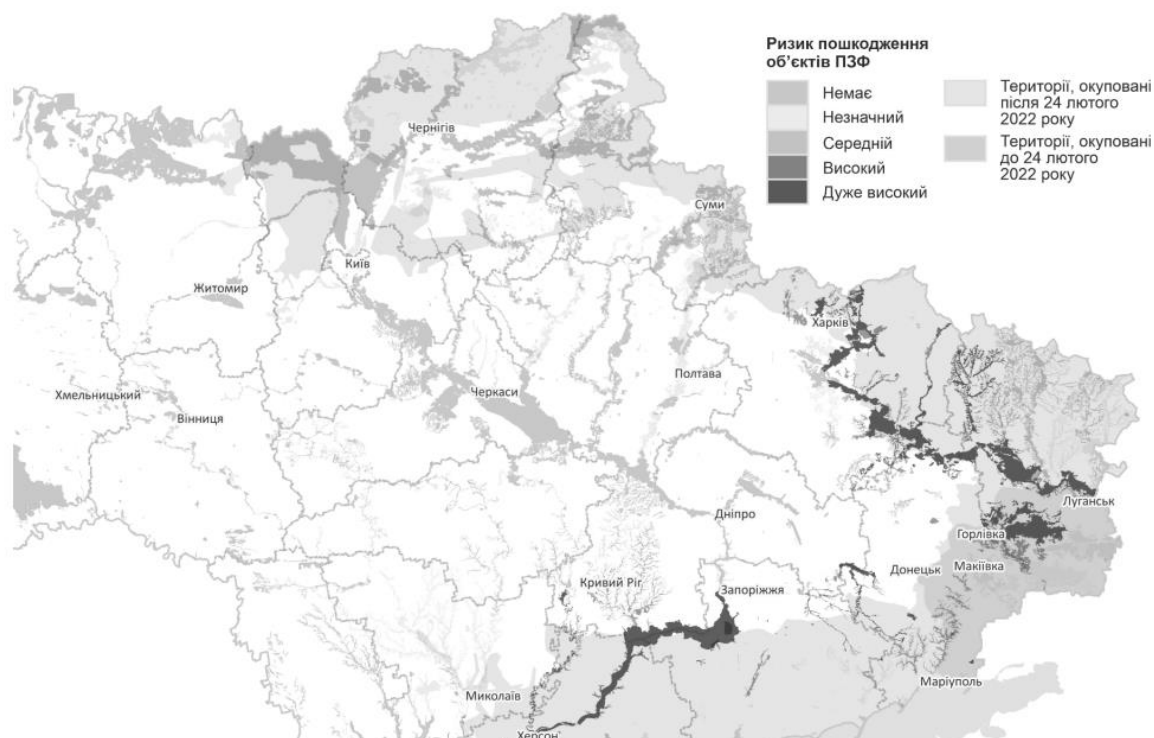 Ризик пошкодження
об’єктів ПЗФ
Немає
Незначний
Середній
Високий
Дуже високий
Території, окуповані
після 24 лютого
2022 року
Території, окуповані
до 24 лютого
2022 року
Чернігів
Суми
Київ
Житомир
Харків
Полтава
Черкаси
Хмельницький
Вінниця
Луганськ
Дніпро
Горлівка
Донецьк
Макіївка
Кривий Ріг
Запоріжжя
Маріуполь
Миколаїв
Херсон